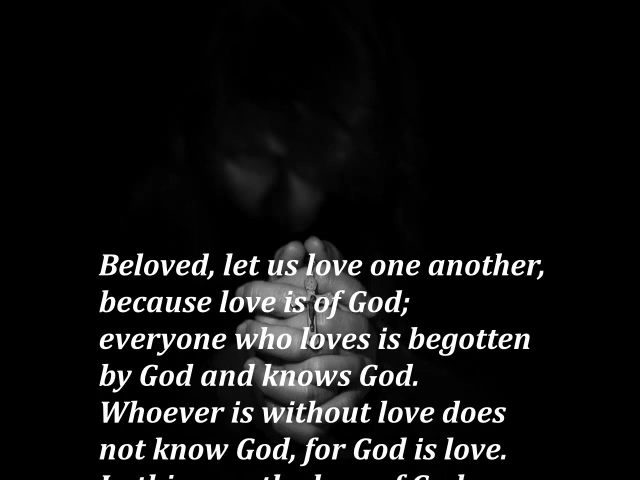 Beloved, let us love one another,
because love is of God;
everyone who loves is begotten
by God and knows God.
Whoever is without love does
not know God, for God is love.